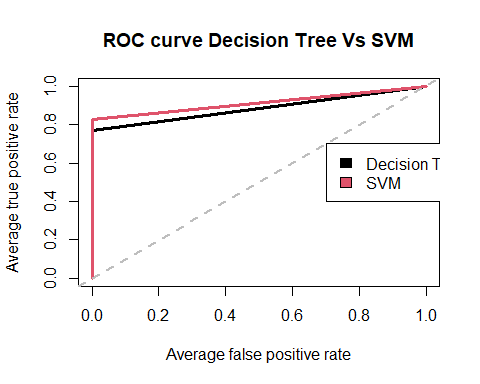 ROC curve Decision Tree Vs SVM
Average true positive rate
1.0
0.8
0.6
0.4
0.2
0.0
Decision T
SVM
0.0 0.2 0.4 0.6 0.8 1.0
Average false positive rate